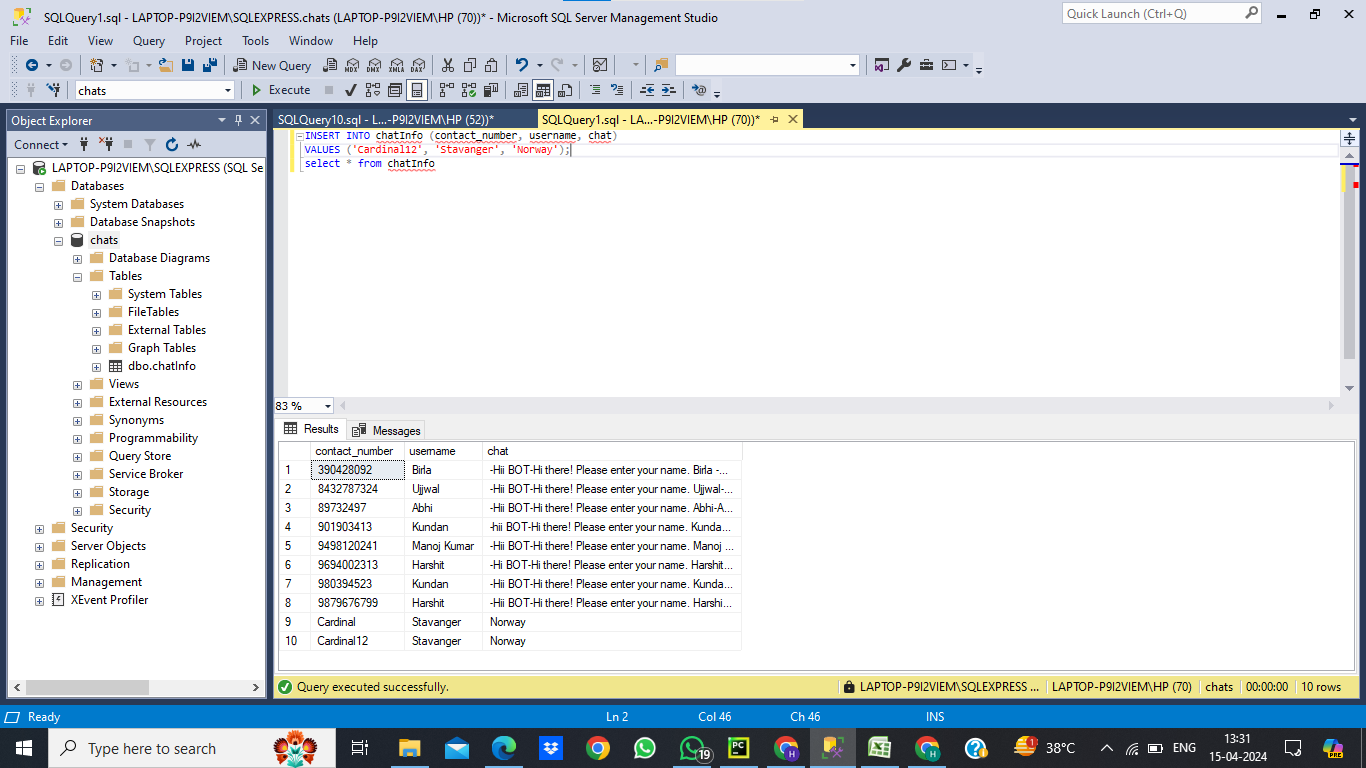 SQLQuery1.sql - LAPTOP-P9I2VIEM\SQLEXPRESS.chats (LAPTOP-P9I2VIEM\HP (70))* - Microsoft SQL Server Management Studio
Quick Launch (Ctrl+Q)
File Edit View Query Project Tools Window Help
New Query MDX DMX XMLA DAX
chats Execute
Object Explorer
SQLQuery10.sql - L...-P9I2VIEM\HP (52))*
SQLQuery1.sql - LA...-P9I2VIEM\HP (70))*
Connect
LAPTOP-P9I2VIEM\SQLEXPRESS (SQL Se
Databases
System Databases
Database Snapshots
chats
Database Diagrams
Tables
System Tables
FileTables
External Tables
Graph Tables
dbo.chatInfo
Views
External Resources
Synonyms
Programmability
Query Store
Service Broker
Storage
Security
Security
Server Objects
Replication
Management
XEvent Profiler
INSERT INTO chatInfo (contact_number, username, chat)
VALUES ('Cardinal12', 'Stavanger', 'Norway');
select * from chatInfo
83 %
Results Messages
contact_number username chat
1 390428092 Birla -Hii BOT-Hi there! Please enter your name. Birla -...
2 8432787324 Ujjwal -Hii BOT-Hi there! Please enter your name. Ujjwal-...
3 89732497 Abhi -Hii BOT-Hi there! Please enter your name. Abhi-A...
4 901903413 Kundan -hii BOT-Hi there! Please enter your name. Kunda...
5 9498120241 Manoj Kumar -Hii BOT-Hi there! Please enter your name. Manoj ...
6 9694002313 Harshit -Hi BOT-Hi there! Please enter your name. Harshit...
7 980394523 Kundan -Hii BOT-Hi there! Please enter your name. Kunda...
8 9879676799 Harshit -Hii BOT-Hi there! Please enter your name. Harshi...
9 Cardinal Stavanger Norway
10 Cardinal12 Stavanger Norway
Query executed successfully. LAPTOP-P9I2VIEM\SQLEXPRESS ... LAPTOP-P9I2VIEM\HP (70) chats 00:00:00 10 rows
Ready Ln 2 Col 46 Ch 46 INS
Type here to search 19 PC H H 38°C ENG 13:31
15-04-2024 PRE